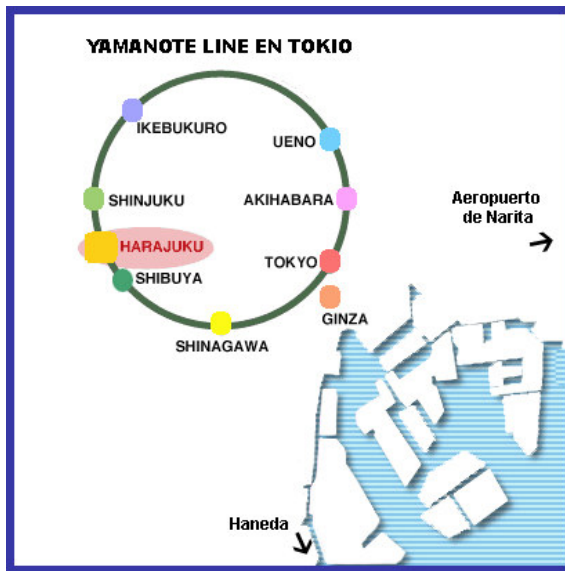 YAMANOTE LINE EN TOKIO
IKEBUKURO
UENO
SHINJUKU
AKIHABARA
Aeropuerto
de Narita
HARAJUKU
TOKYO
SHIBUYA
GINZA
SHINAGAWA
Haneda